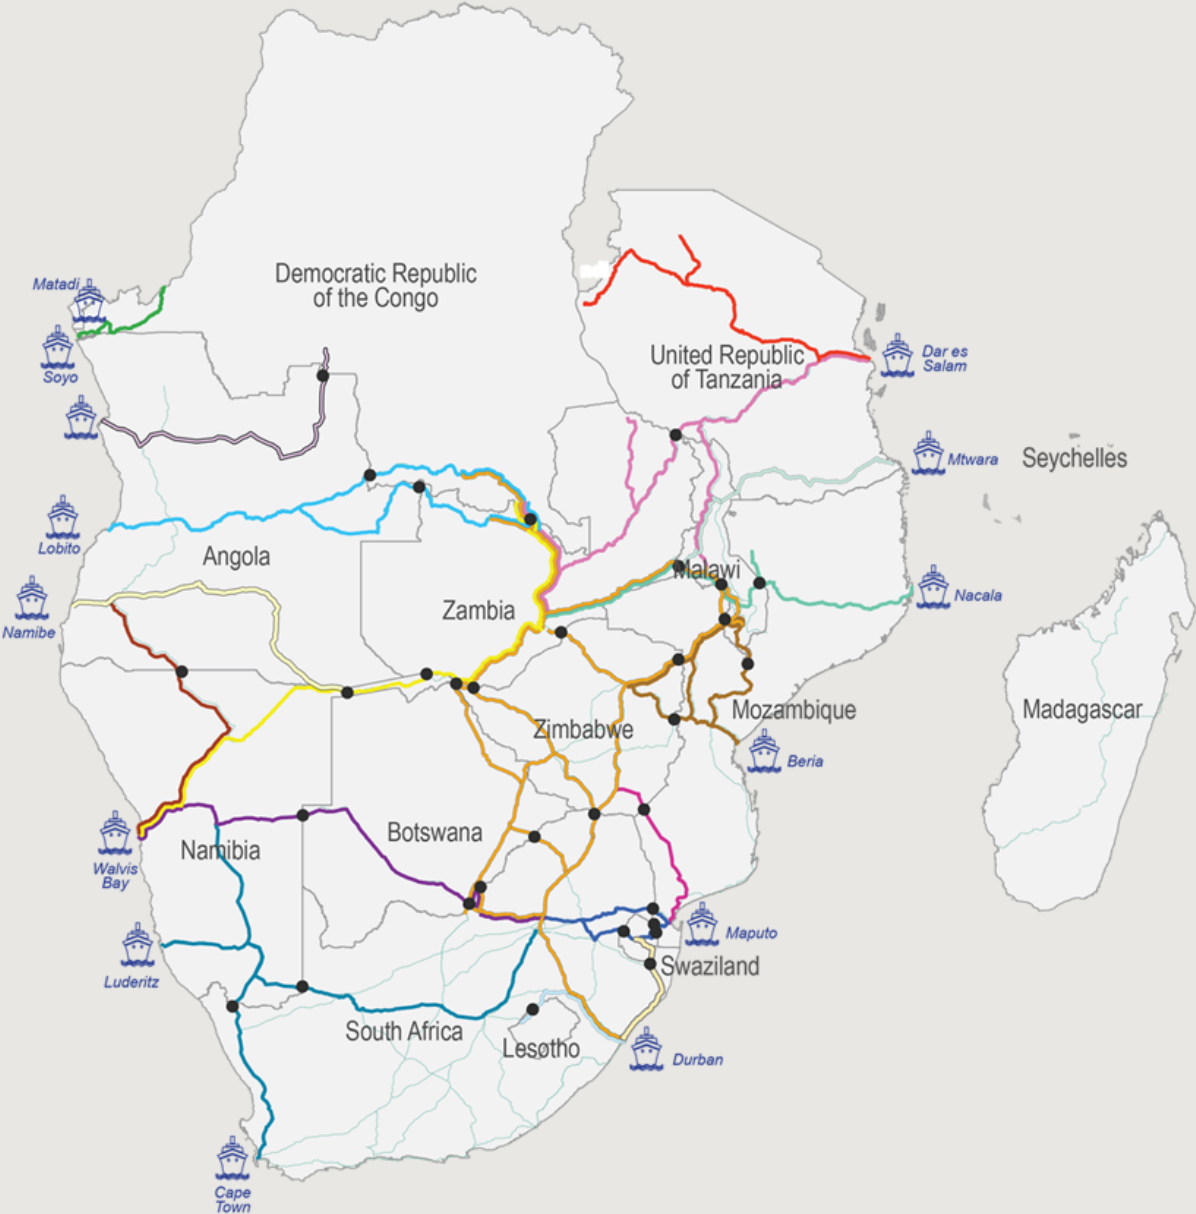 Democratic Republic
of the Congo
Matadi
Soyo
United Republic
of Tanzania
Dar es
Salam
Mtwara
Seychelles
Lobito
Angola
Malawi
Nacala
Namibe
Zambia
Zimbabwe
Mozambique
Madagascar
Beria
Botswana
Namibia
Walvis
Bay
Maputo
Swaziland
Luderitz
South Africa
Lesotho
Durban
Cape
Town